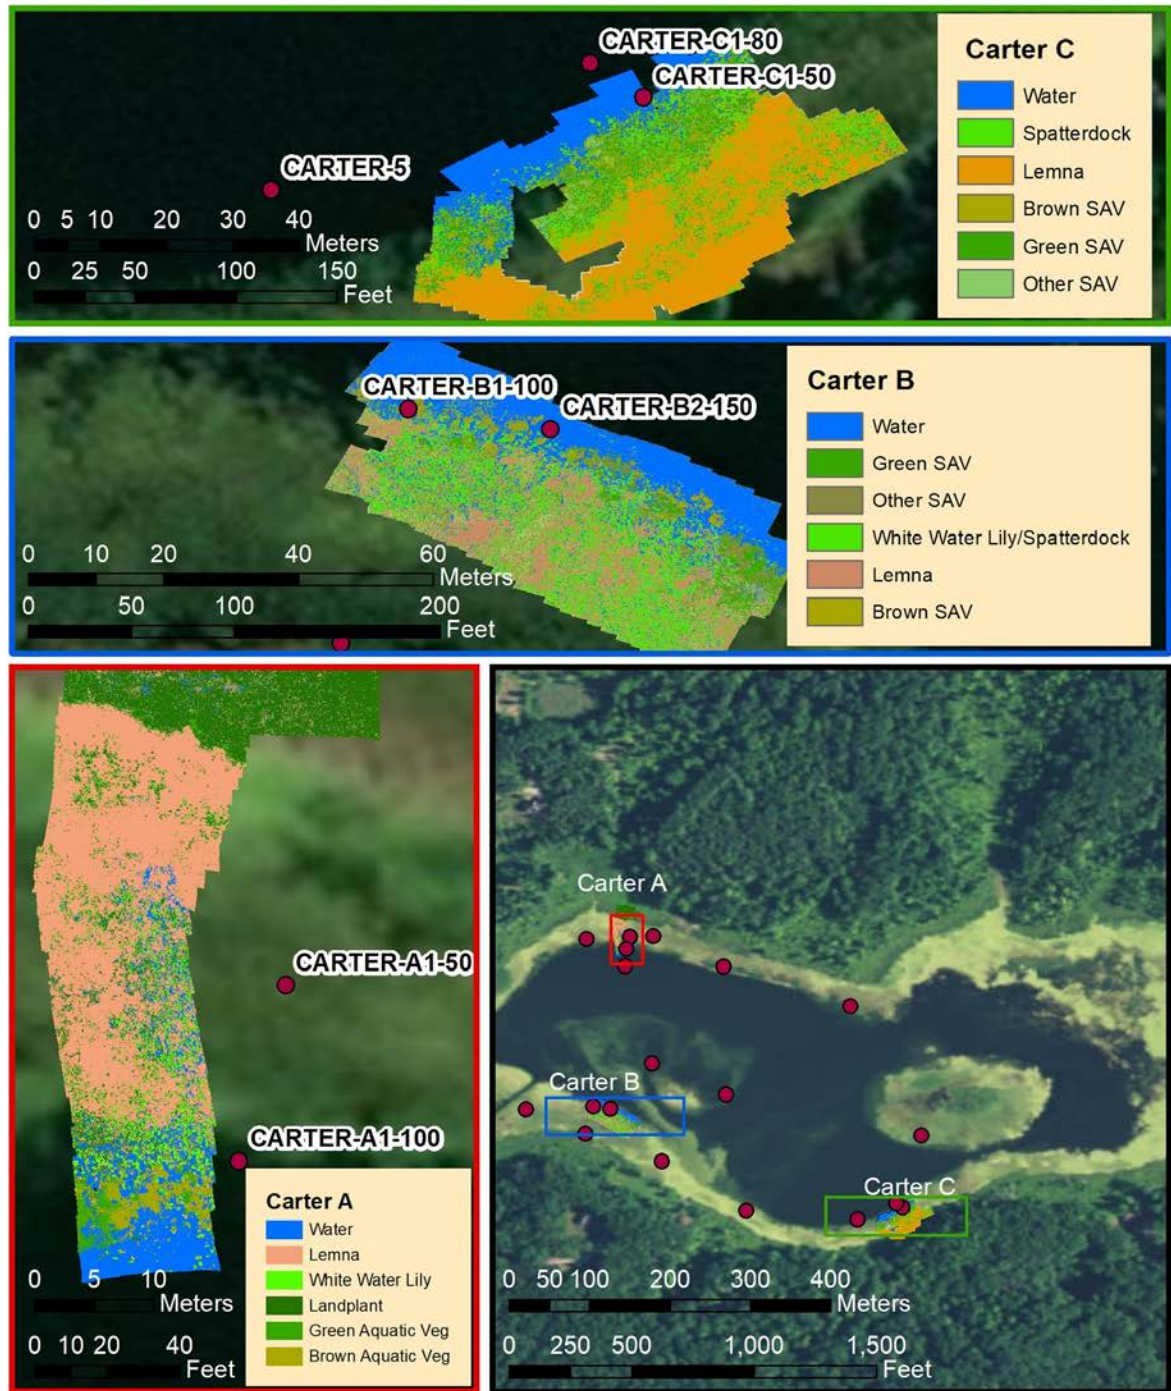 CARTER-C1-80
CARTER-C1-50
CARTER-5
0 5 10 20 30 40
Meters
0 25 50 100 150
Feet
Carter C
Water
Spatterdock
Lemna
Brown SAV
Green SAV
Other SAV
CARTER-B1-100
CARTER-B2-150
0 10 20 40 60
Meters
0 50 100 200
Feet
Carter B
Water
Green SAV
Other SAV
White Water Lily/Spatterdock
Lemna
Brown SAV
CARTER-A1-50
CARTER-A1-100
0 5 10
Meters
0 10 20 40
Feet
Carter A
Water
Lemna
White Water Lily
Landplant
Green Aquatic Veg
Brown Aquatic Veg
Carter A
Carter B
Carter C
0 50 100 200 300 400
Meters
0 250 500 1,000 1,500
Feet